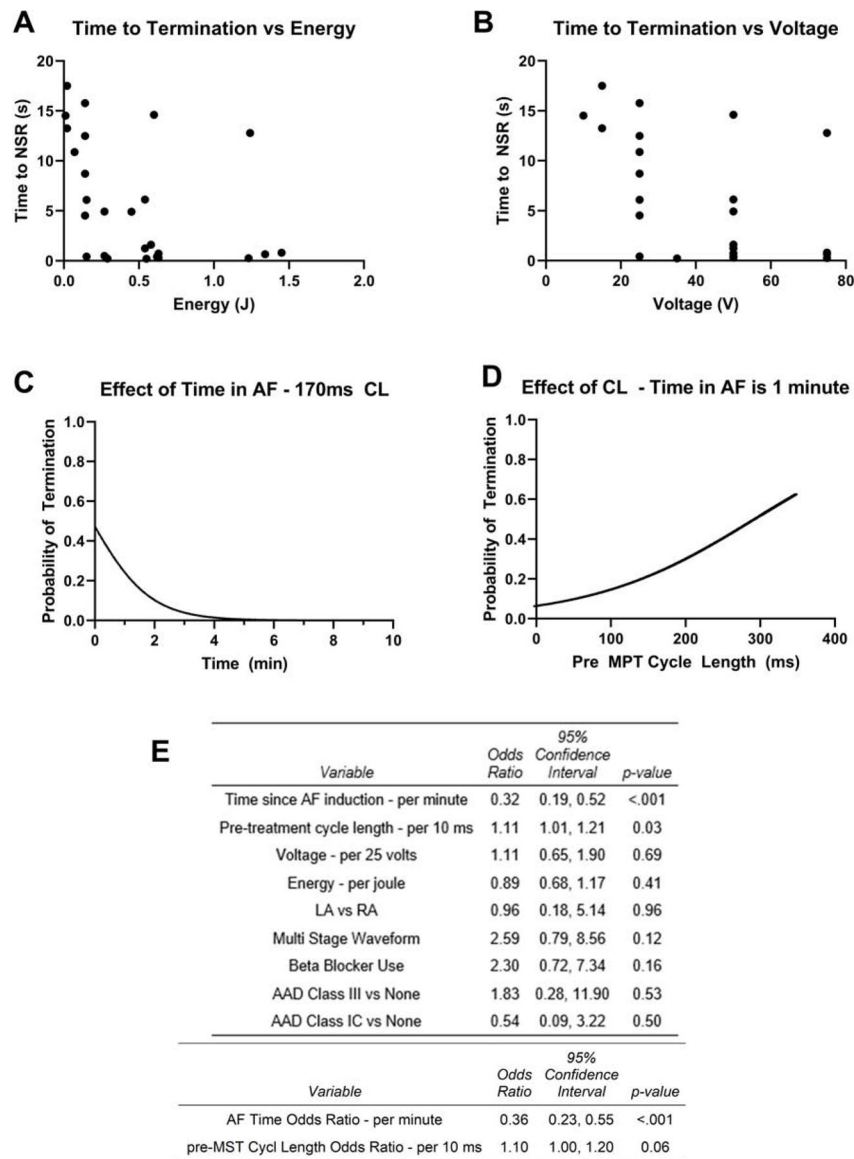 A
Time to Termination vs Energy
Time to NSR (s)
20
15
10
5
0
0.0 0.5 1.0 1.5 2.0
Energy (J)
B
Time to Termination vs Voltage
Time to NSR (s)
20
15
10
5
0
0 20 40 60 80
Voltage (V)
C
Effect of Time in AF - 170ms CL
Probability of Termination
1.0
0.8
0.6
0.4
0.2
0.0
0 2 4 6 8 10
Time (min)
D
Effect of CL - Time in AF is 1 minute
Probability of Termination
1.0
0.8
0.6
0.4
0.2
0.0
0 100 200 300 400
Pre MPT Cycle Length (ms)
E
Variable Odds Ratio 95% Confidence Interval p-value
Time since AF induction - per minute 0.32 0.19, 0.52 <.001
Pre-treatment cycle length - per 10 ms 1.11 1.01, 1.21 0.03
Voltage - per 25 volts 1.11 0.65, 1.90 0.69
Energy - per joule 0.89 0.68, 1.17 0.41
LA vs RA 0.96 0.18, 5.14 0.96
Multi Stage Waveform 2.59 0.79, 8.56 0.12
Beta Blocker Use 2.30 0.72, 7.34 0.16
AAD Class III vs None 1.83 0.28, 11.90 0.53
AAD Class IC vs None 0.54 0.09, 3.22 0.50
Variable Odds Ratio 95% Confidence Interval p-value
AF Time Odds Ratio - per minute 0.36 0.23, 0.55 <.001
pre-MST Cycl Length Odds Ratio - per 10 ms 1.10 1.00, 1.20 0.06